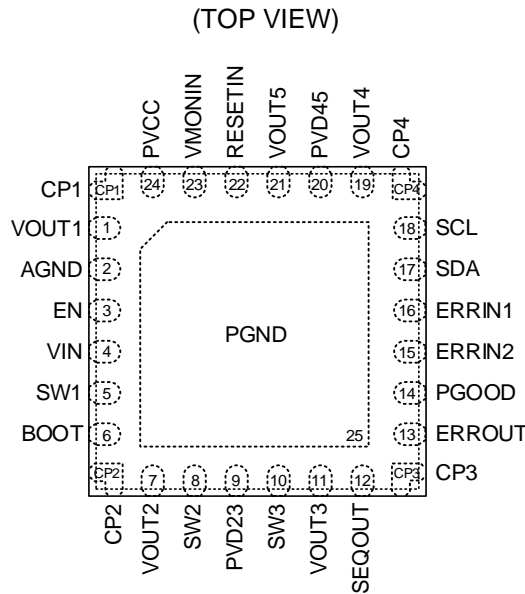 (TOP VIEW)
PVCC
VMONIN
RESETIN
VOUT5
PVD45
VOUT4
CP4
CP1 CP1 24 23 22 21 20 19 CP4
VOUT1 1 18 SCL
AGND 2 17 SDA
EN 3 16 ERRIN1
VIN 4 PGND 15 ERRIN2
SW1 5 14 PGOOD
BOOT 6 25 13 ERROUT
CP2 7 8 9 10 11 12 CP3 CP3
CP2
VOUT2
SW2
PVD23
SW3
VOUT3
SEQOUT